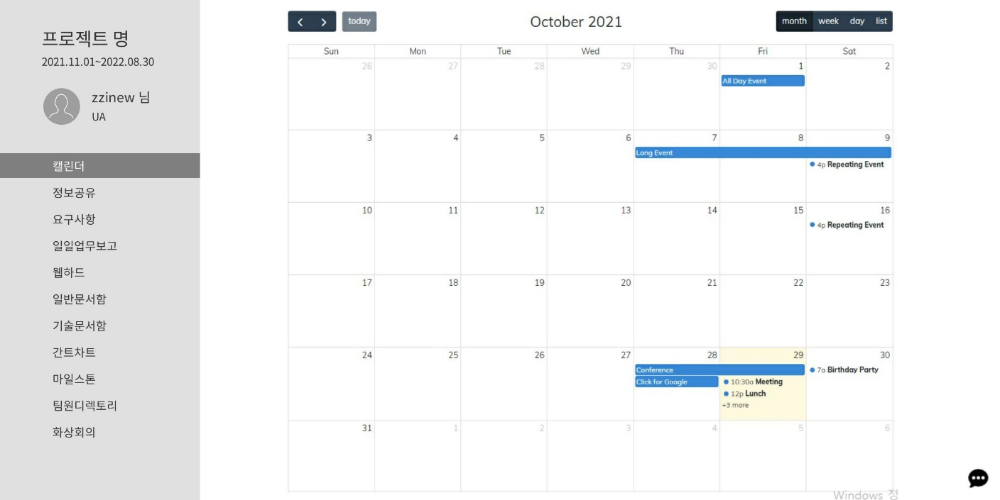 프로젝트 명
2021.11.01~2022.08.30
zzinew 님
UA
캘린더
정보공유
요구사항
일일업무보고
웹하드
일반문서함
기술문서함
간트차트
마일스톤
팀원디렉토리
화상회의
today
October 2021
month week day list
Sun Mon Tue Wed Thu Fri Sat
26 27 28 29 30 1 2
All Day Event
3 4 5 6 7 8 9
Long Event
4p Repeating Event
10 11 12 13 14 15 16
4p Repeating Event
17 18 19 20 21 22 23
24 25 26 27 28 29 30
Conference
7a Birthday Party
Click for Google
10:30a Meeting
12p Lunch
+3 more
31 1 2 3 4 5 6
Windows 정